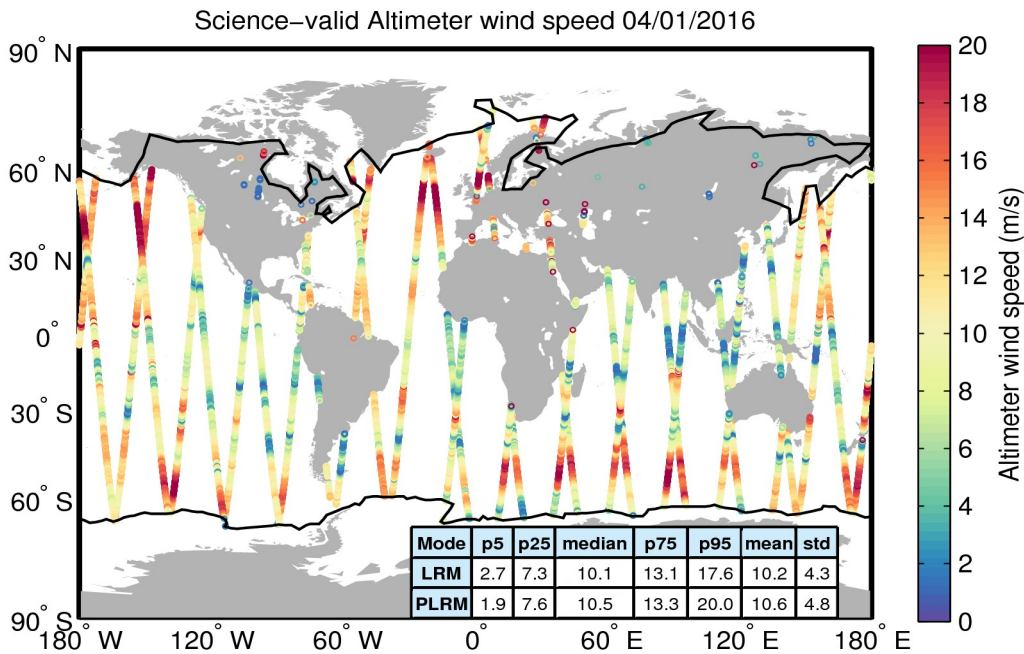 Science−valid Altimeter wind speed 04/01/2016
90° N
60° N
30° N
0°
30° S
60° S
90° S
180° W
120° W
60° W
0°
60° E
120° E
180° E
20
18
16
14
12
10
8
6
4
2
0
Altimeter wind speed (m/s)
Mode p5 p25 median p75 p95 mean std
LRM 2.7 7.3 10.1 13.1 17.6 10.2 4.3
PLRM 1.9 7.6 10.5 13.3 20.0 10.6 4.8